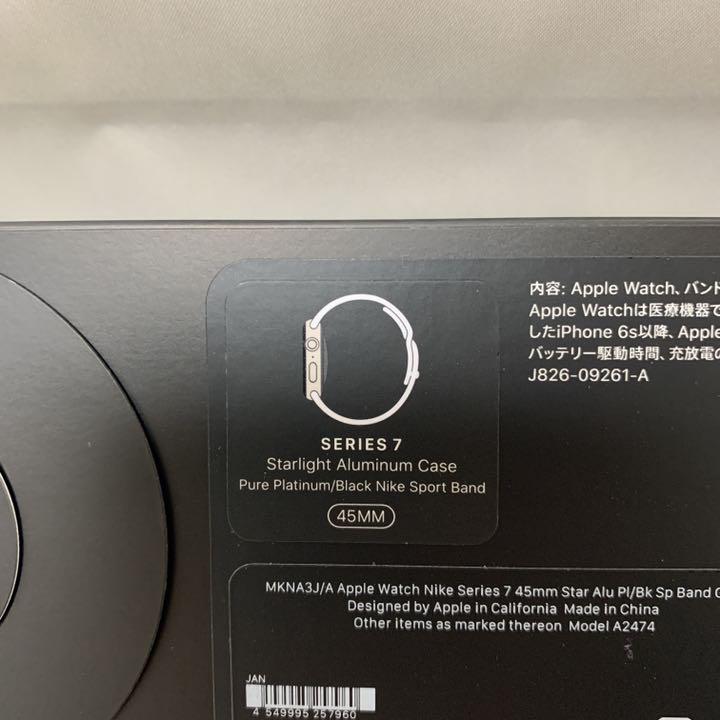 内容: Apple Watch、バンド
Apple Watchは医療機器で
したiPhone 6s以降、Apple
バッテリー駆動時間、充放電の
J826-09261-A
SERIES 7
Starlight Aluminum Case
Pure Platinum/Black Nike Sport Band
45MM
MKNA3J/A Apple Watch Nike Series 7 45mm Star Alu Pl/Bk Sp Band
Designed by Apple in California Made in China
Other items as marked thereon Model A2474
JAN
4 549995 257960